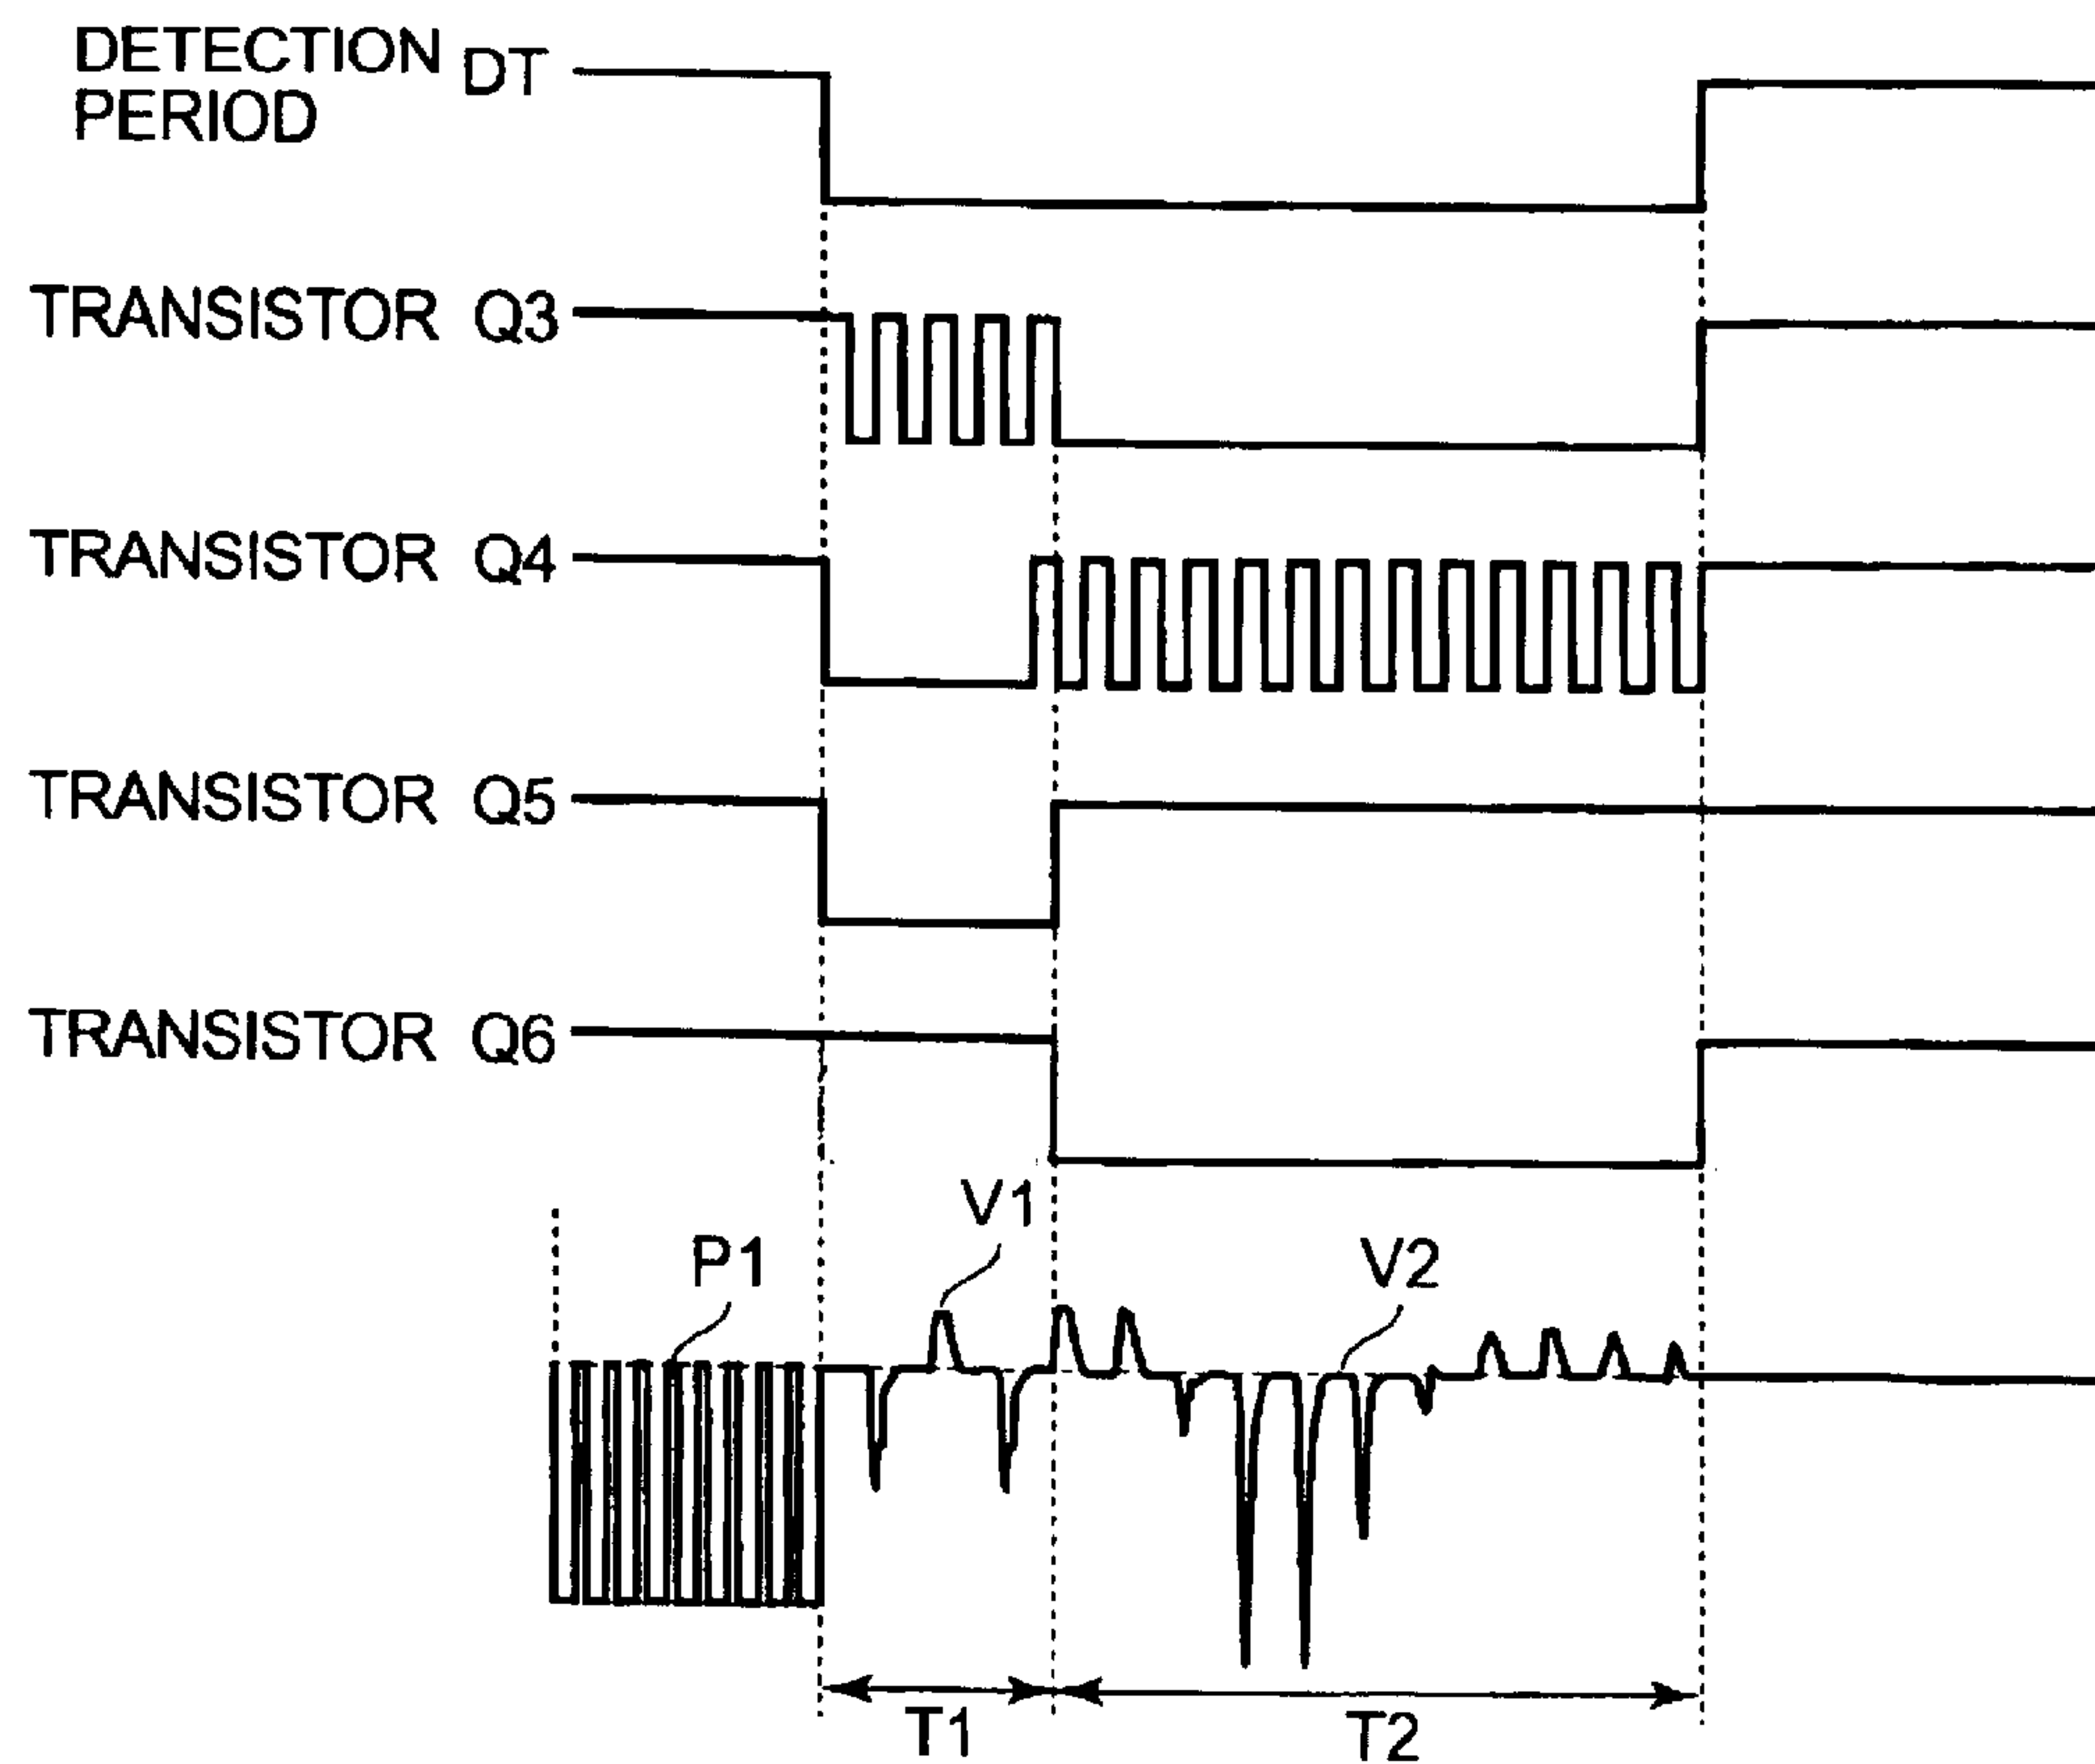 DETECTION DT
PERIOD
TRANSISTOR Q3
TRANSISTOR Q4
TRANSISTOR Q5
TRANSISTOR Q6
V1
P1
V2
T1
T2